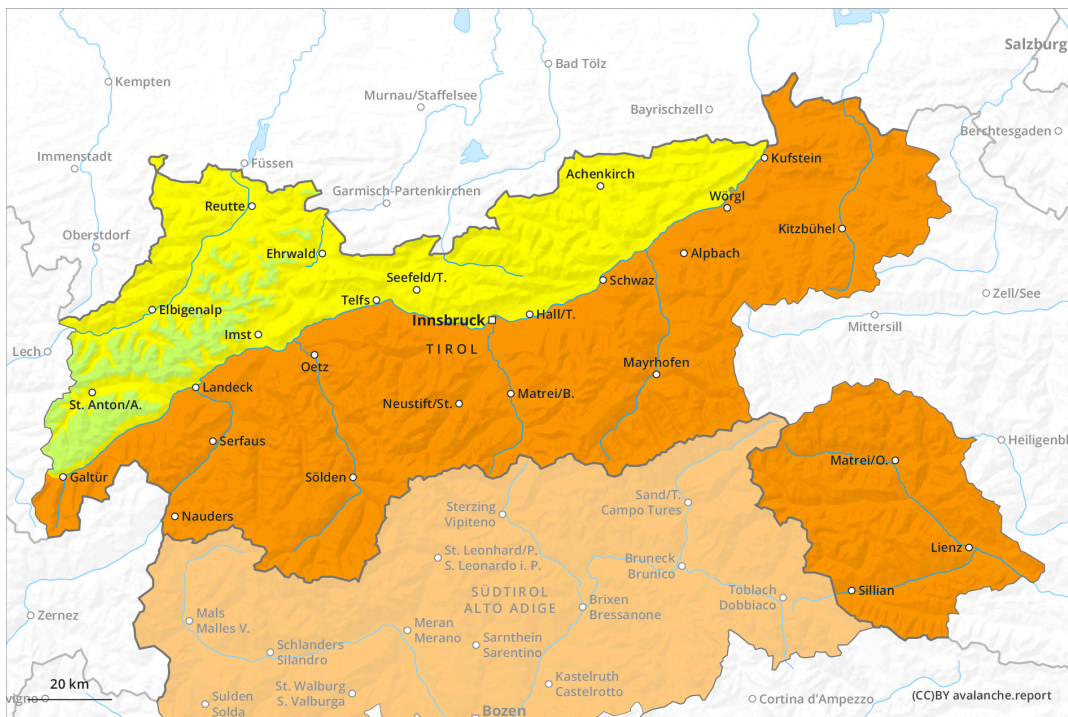 Salzburg
Kempten
Bad Tölz
Murnau/Staffelsee
Bayrischzell
Berchtesgaden
Immenstadt
Füssen
Kufstein
Achenkirch
Garmisch-Partenkirchen
Reutte
Wörgl
Oberstdorf
Kitzbühel
Ehrwald
Alpbach
Seefeld/T.
Schwaz
Zell/See
Telfs
Elbigenalp
Innsbruck
Hall/T.
Mittersill
Imst
Lech
TIROL
Oetz
Mayrhofen
Landeck
St. Anton/A.
Neustift/St.
Matrei/B.
Serfaus
Heiligenbl
Matrei/O.
Galtür
Sölden
Sand/T.
Campo Tures
Sterzing
Vipiteno
Nauders
Lienz
St. Leonhard/P.
S. Leonardo i. P.
Bruneck
Brunico
Sillian
SÜDTIROL
ALTO ADIGE
Toblach
Dobbiaco
Brixen
Bressanone
Zernez
Mals
Malles V.
Meran
Merano
Sarnthein
Sarentino
Schlanders
Silandro
Kastelruth
Castelrotto
20 km
St. Walburg
S. Valburga
vigno
Sulden
Solda
Cortina d'Ampezzo
(CC)BY avalanche.report
Bozen